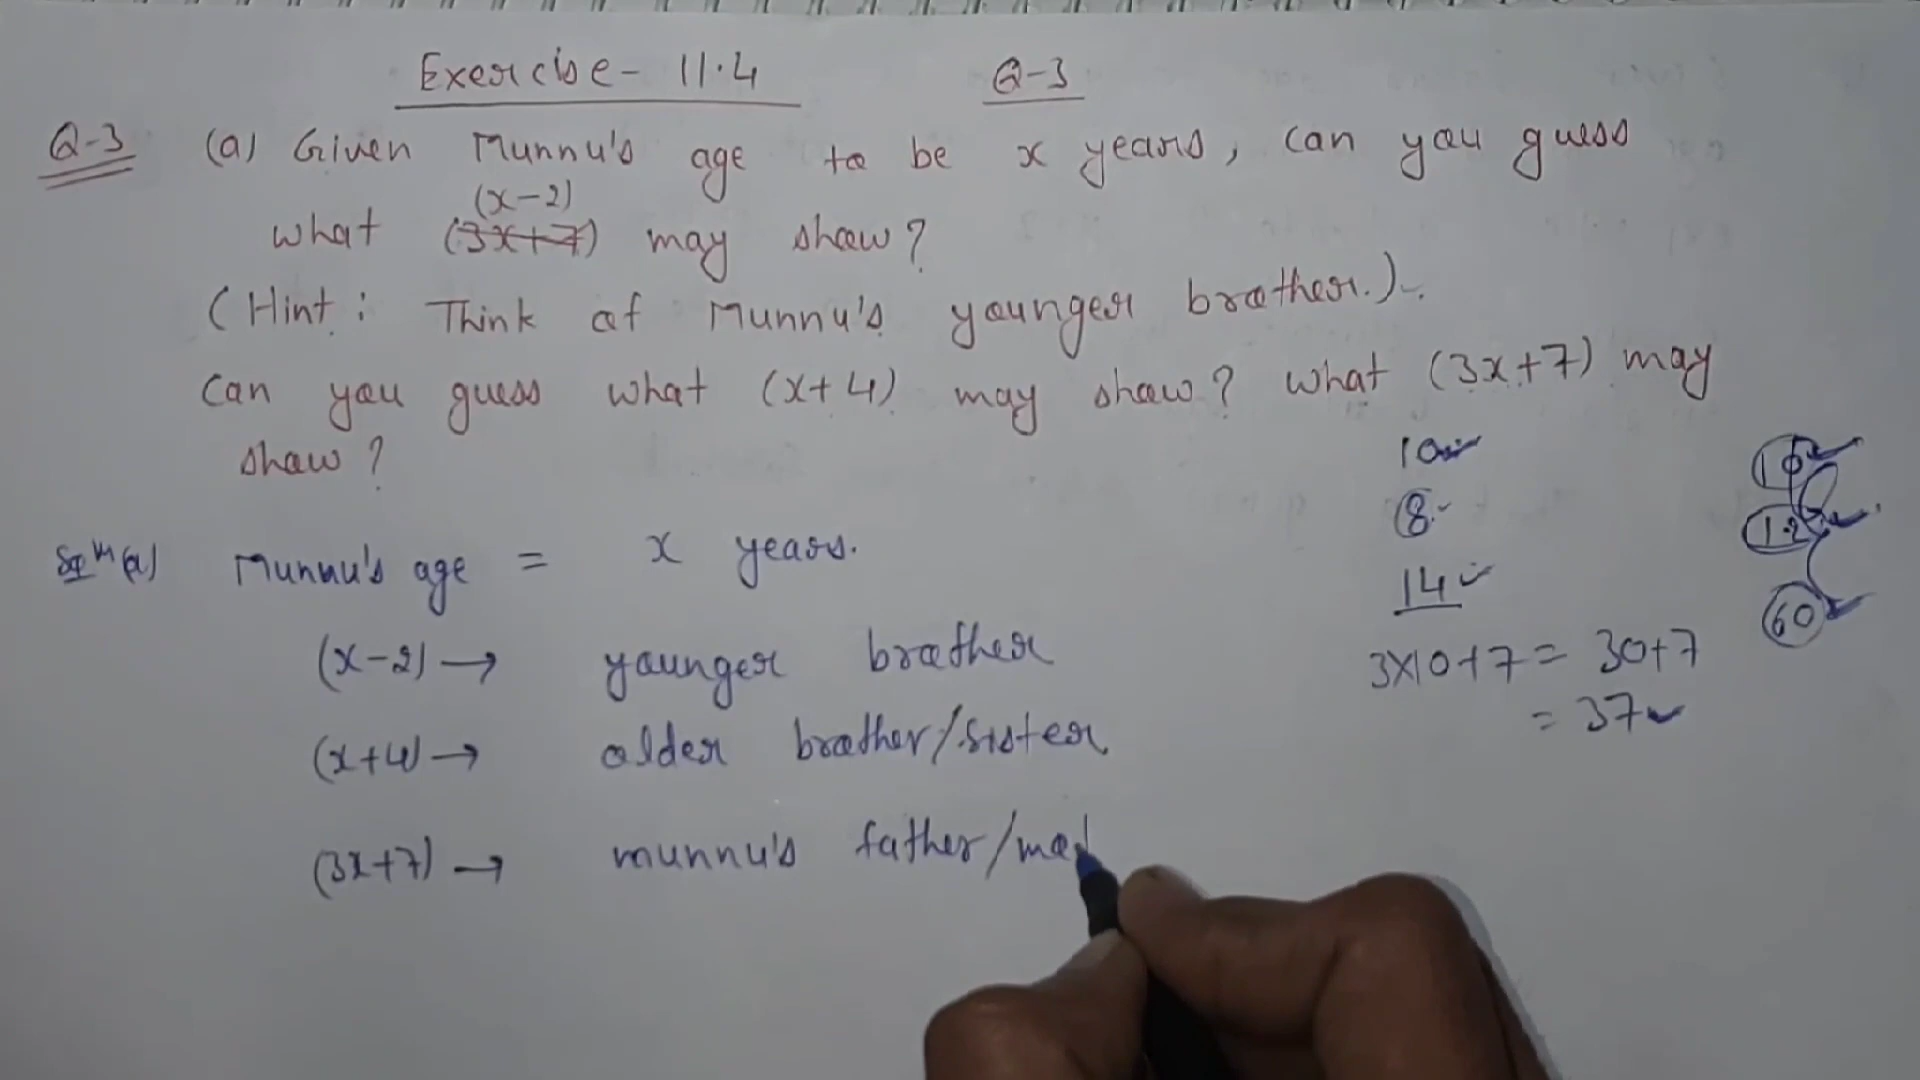 Exercise- 11.4 Q-3
Q-3 (a) Given Munnu's age to be x years, can you guess
(x-2)
what (3x+7) may show?
(Hint: Think of Munnu's younger brother.)
Can you guess what (x+4) may show? What (3x+7) may
show?
10
8
14
3x10+7 = 30+7
= 37
10
12
60
Solⁿ (a) Munnu's age = x years.
(x-2) → younger brother
(x+4) → older brother/sister.
(3x+7) → munnu's father/mo